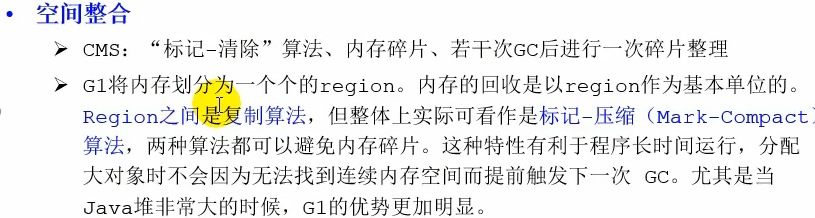 • 空间整合
➢ CMS：“标记-清除”算法、内存碎片、若干次GC后进行一次碎片整理
➢ G1将内存划分为一个个的region。内存的回收是以region作为基本单位的。
Region之间是复制算法，但整体上实际可看作是标记-压缩（Mark-Compact）
算法，两种算法都可以避免内存碎片。这种特性有利于程序长时间运行，分配
大对象时不会因为无法找到连续内存空间而提前触发下一次 GC。尤其是当
Java堆非常大的时候，G1的优势更加明显。